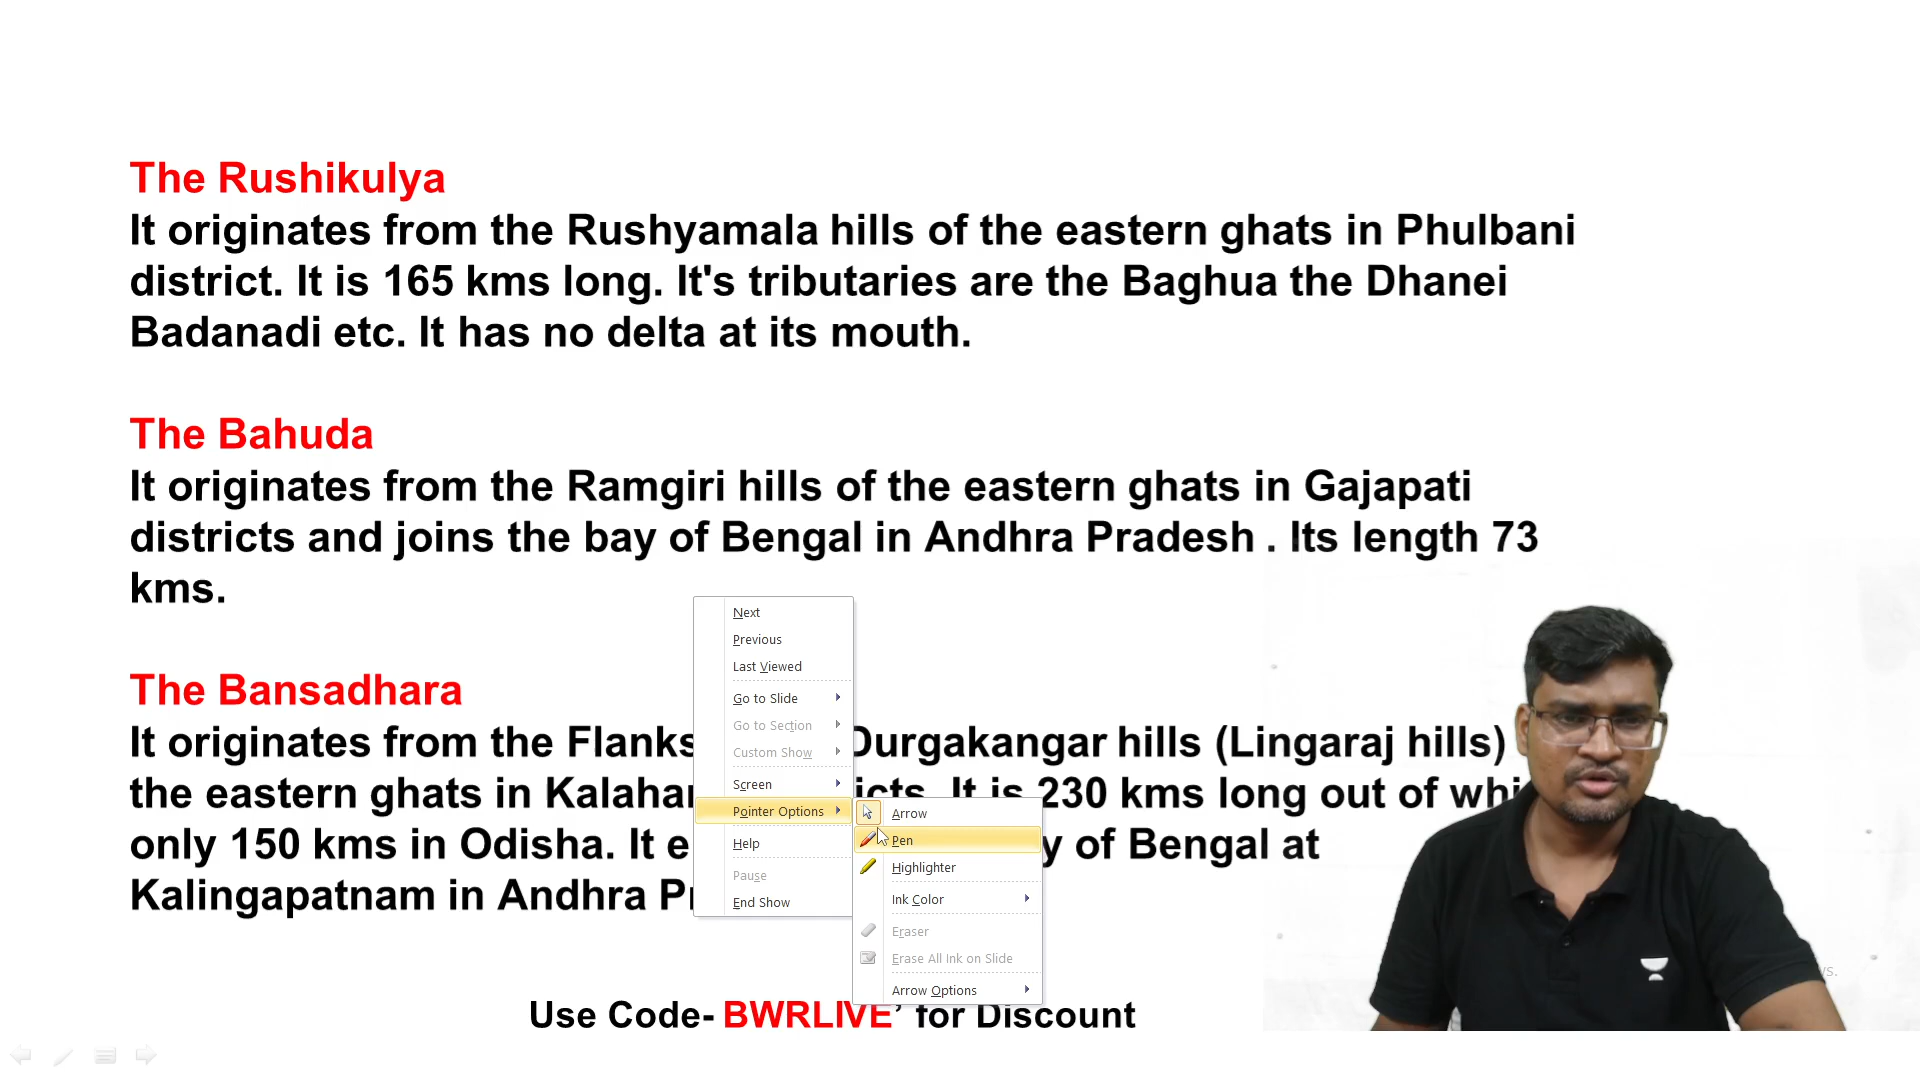 The Rushikulya
It originates from the Rushyamala hills of the eastern ghats in Phulbani
district. It is 165 kms long. It's tributaries are the Baghua the Dhanei
Badanadi etc. It has no delta at its mouth.
The Bahuda
It originates from the Ramgiri hills of the eastern ghats in Gajapati
districts and joins the bay of Bengal in Andhra Pradesh . Its length 73
kms.
The Bansadhara
It originates from the Flanks Durgakangar hills (Lingaraj hills)
the eastern ghats in It is 230 kms long out of
only 150 kms in Odisha. It of Bengal at
Kalingapatnam in Andhra
Next
Previous
Last Viewed
Go to Slide
Go to Section
Custom Show
Screen
Pointer Options
Help
Pause
End Show
Arrow
Pen
Highlighter
Ink Color
Eraser
Erase All Ink on Slide
Arrow Options
Use Code- BWRLIVE’ for Discount